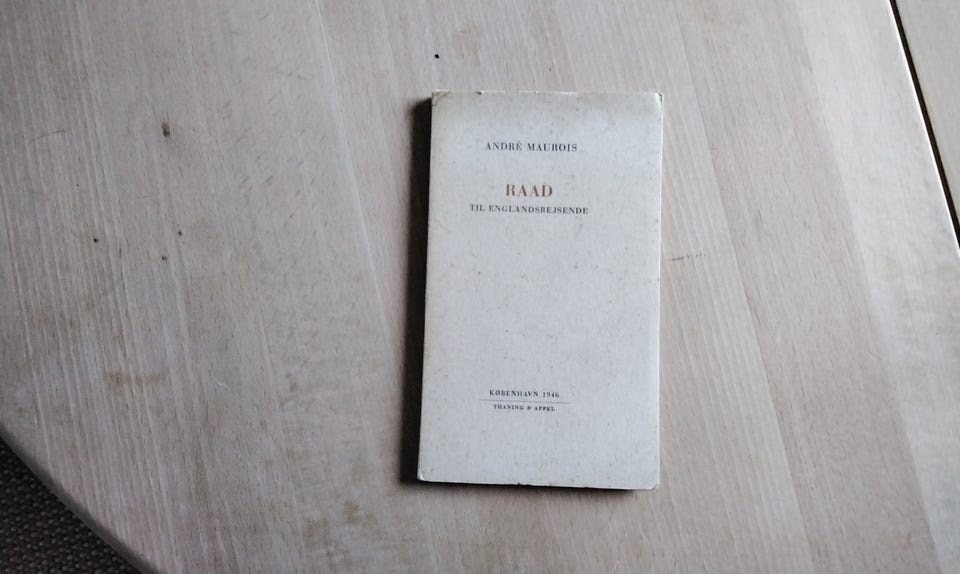 ANDRÉ MAUROIS
RAAD
TIL ENGLANDSREJSENDE
KØBENHAVN 1946
THANING & APPEL